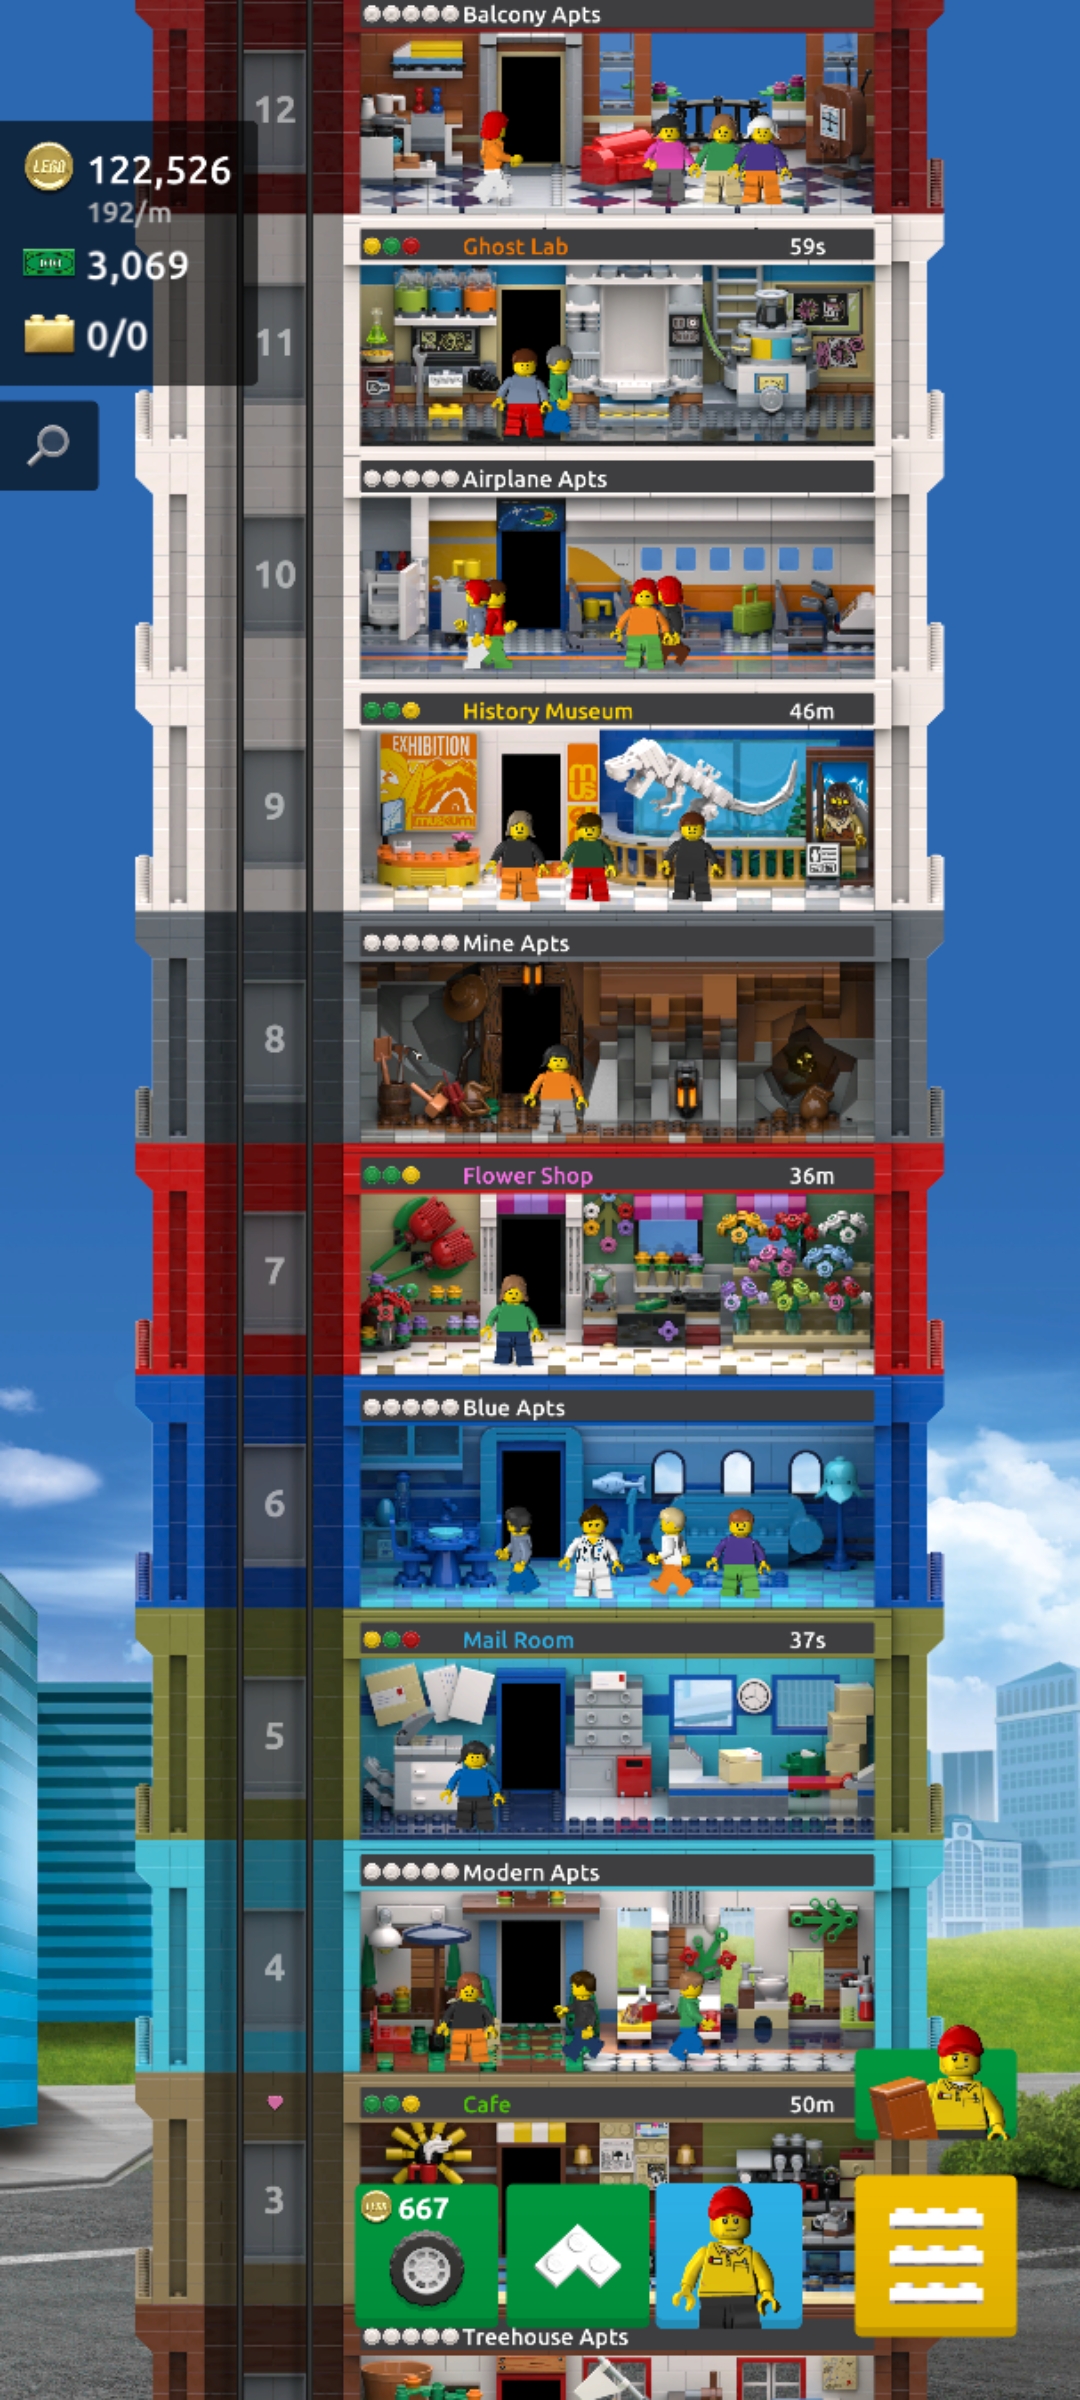 Balcony Apts
12
LEGO 122,526
192/m
3,069
0/0
Ghost Lab 59s
11
Airplane Apts
10
History Museum 46m
EXHIBITION
museum!
9
Mine Apts
8
Flower Shop 36m
7
Blue Apts
6
Mail Room 37s
5
Modern Apts
4
Cafe 50m
3
667
Treehouse Apts